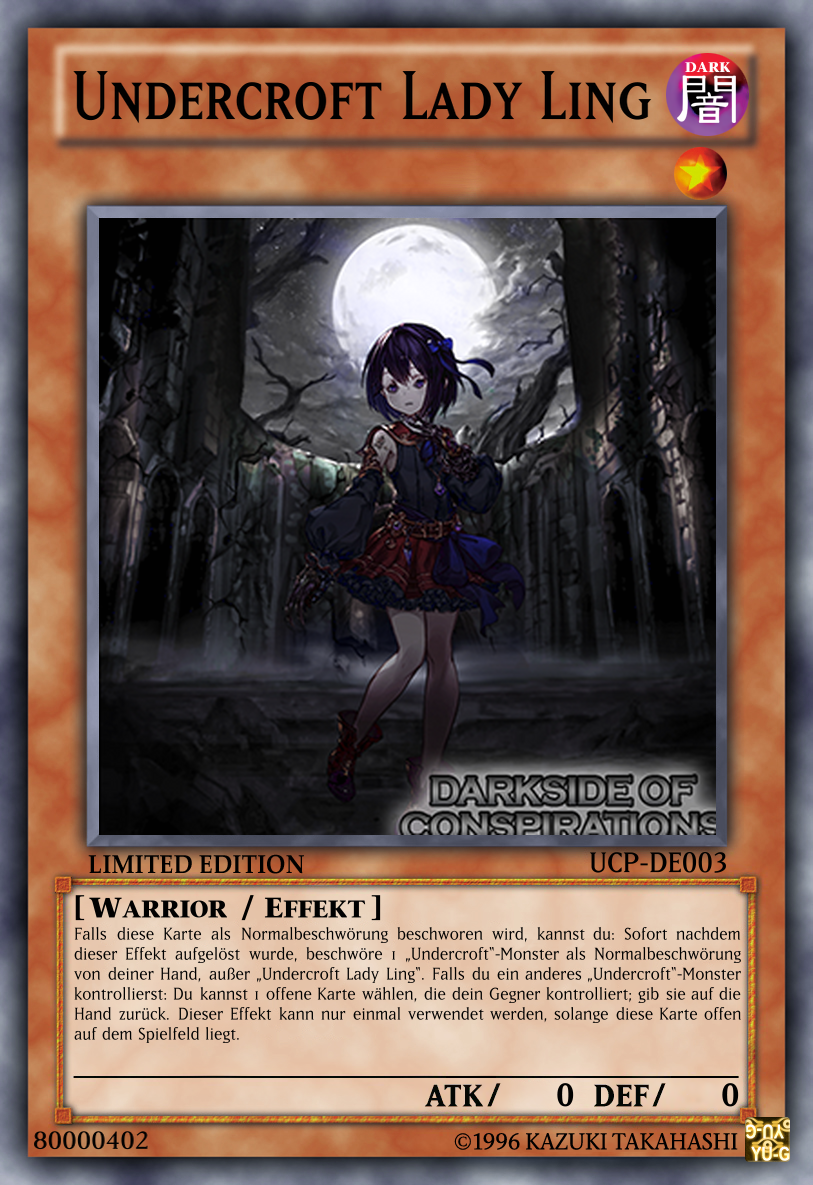 UNDERCROFT LADY LING
DARK
闇
DARKSIDE OF
CONSPIRATIONS
LIMITED EDITION
UCP-DE003
[ WARRIOR / EFFEKT ]
Falls diese Karte als Normalbeschwörung beschworen wird, kannst du: Sofort nachdem
dieser Effekt aufgelöst wurde, beschwöre 1 „Undercroft“-Monster als Normalbeschwörung
von deiner Hand, außer „Undercroft Lady Ling“. Falls du ein anderes „Undercroft“-Monster
kontrollierst: Du kannst 1 offene Karte wählen, die dein Gegner kontrolliert; gib sie auf die
Hand zurück. Dieser Effekt kann nur einmal verwendet werden, solange diese Karte offen
auf dem Spielfeld liegt.
ATK/ 0 DEF/ 0
80000402
©1996 KAZUKI TAKAHASHI